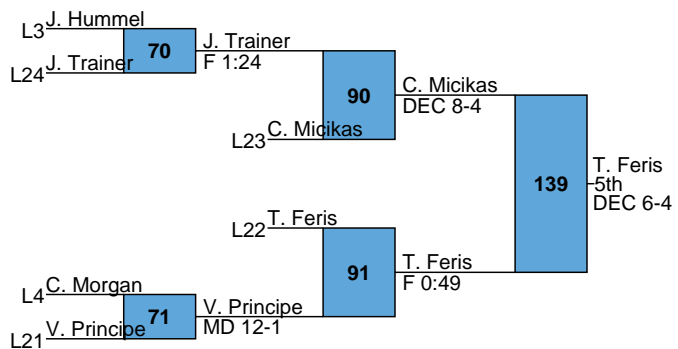 L3 J. Hummel
70
L24 J. Trainer
J. Trainer
F 1:24
90
L23 C. Micikas
C. Micikas
DEC 8-4
139
T. Feris
5th
DEC 6-4
L22 T. Feris
91
T. Feris
F 0:49
L4 C. Morgan
71
L21 V. Principe
V. Principe
MD 12-1